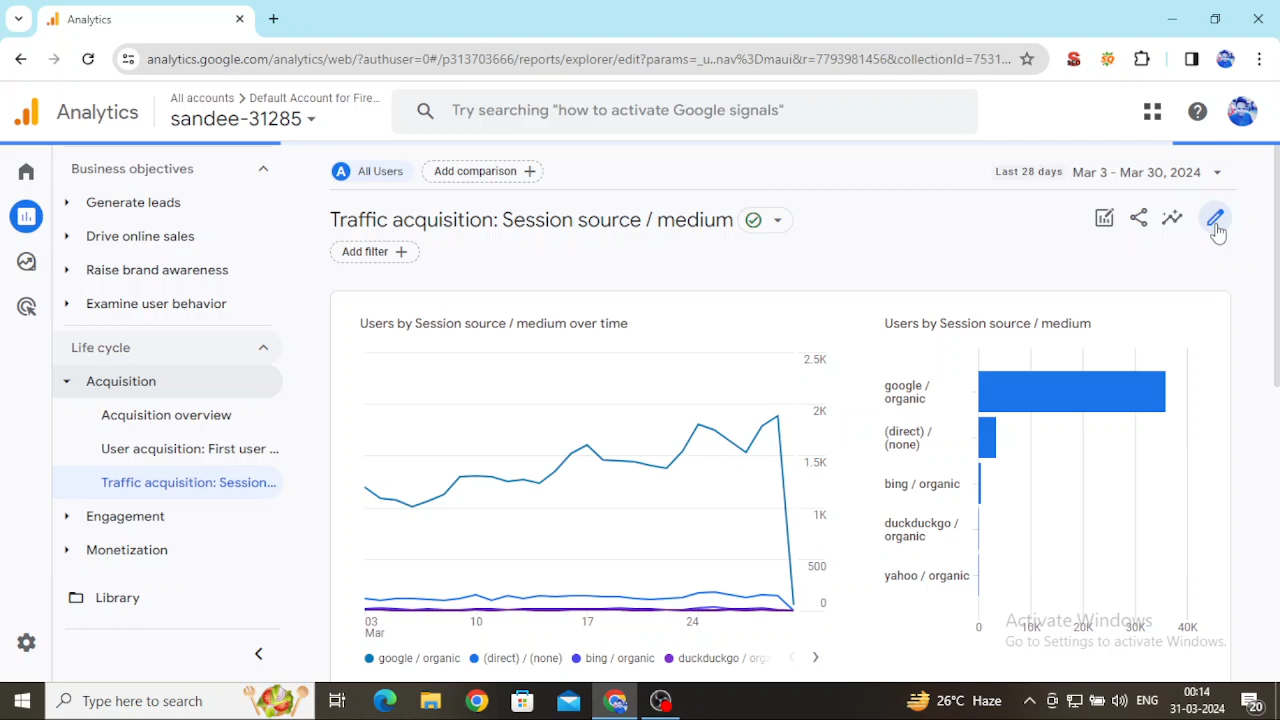 Analytics
analytics.google.com/analytics/web/?authuser=0#/p313703666/reports/explorer/edit?params=_u..nav%3Dmaui&r=7793981456&collectionId=7531...
Analytics
All accounts > Default Account for Fire...
sandee-31285
Try searching "how to activate Google signals"
Business objectives
Generate leads
Drive online sales
Raise brand awareness
Examine user behavior
Life cycle
Acquisition
Acquisition overview
User acquisition: First user ...
Traffic acquisition: Session...
Engagement
Monetization
Library
A All Users
Add comparison +
Last 28 days Mar 3 - Mar 30, 2024
Traffic acquisition: Session source / medium
Add filter +
Users by Session source / medium over time
2.5K
2K
1.5K
1K
500
0
03
Mar
10
17
24
google / organic
(direct) / (none)
bing / organic
duckduckgo / orga
Users by Session source / medium
google /
organic
(direct) /
(none)
bing / organic
duckduckgo /
organic
yahoo / organic
0
10K
20K
30K
40K
Activate Windows
Go to Settings to activate Windows.
Type here to search
26°C Haze
ENG
00:14
31-03-2024
20